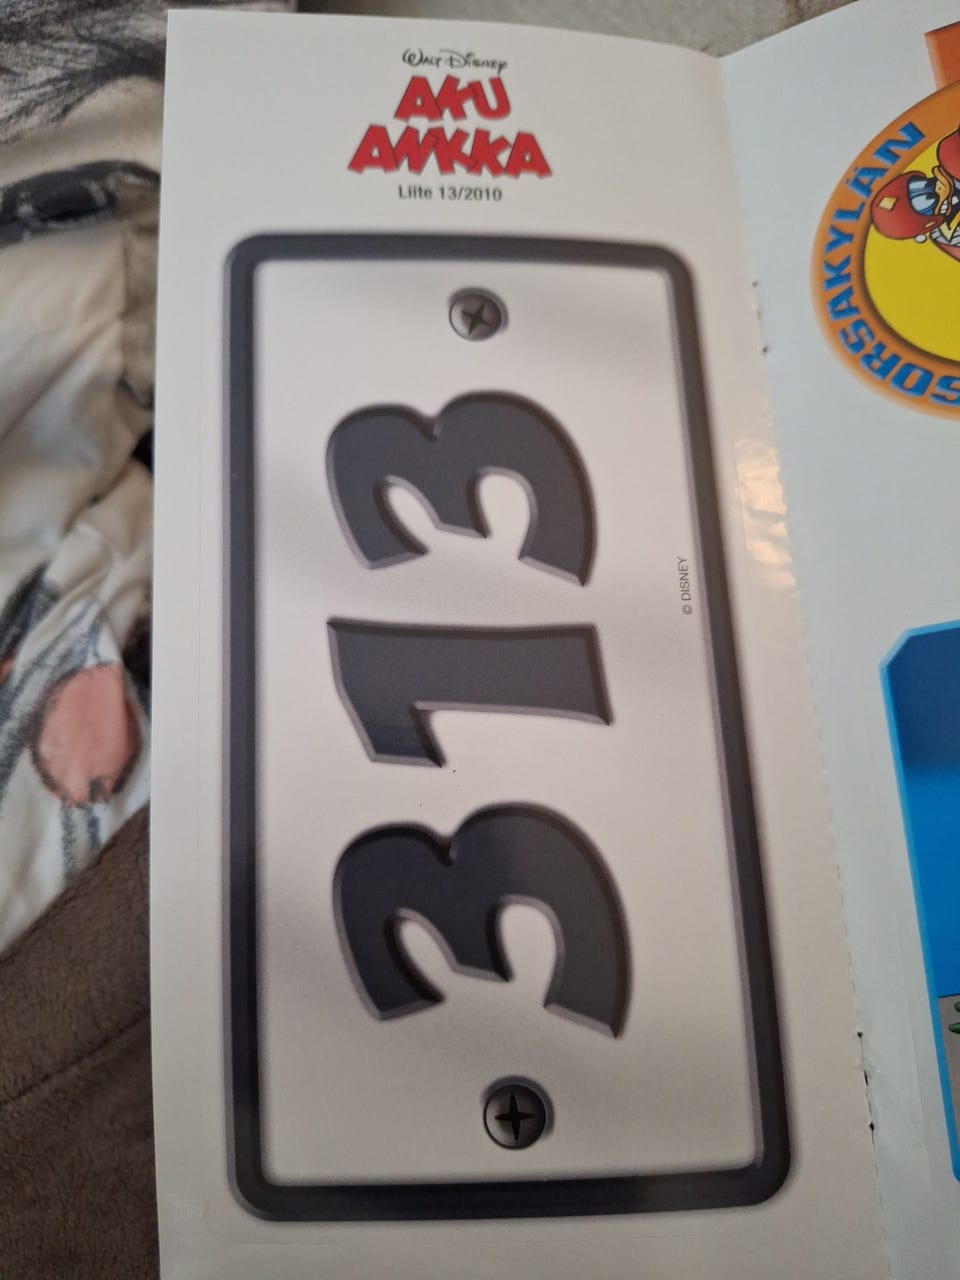 WALT DISNEY
AKU
ANKKA
Liite 13/2010
313
© DISNEY
SORSAKYLÄN